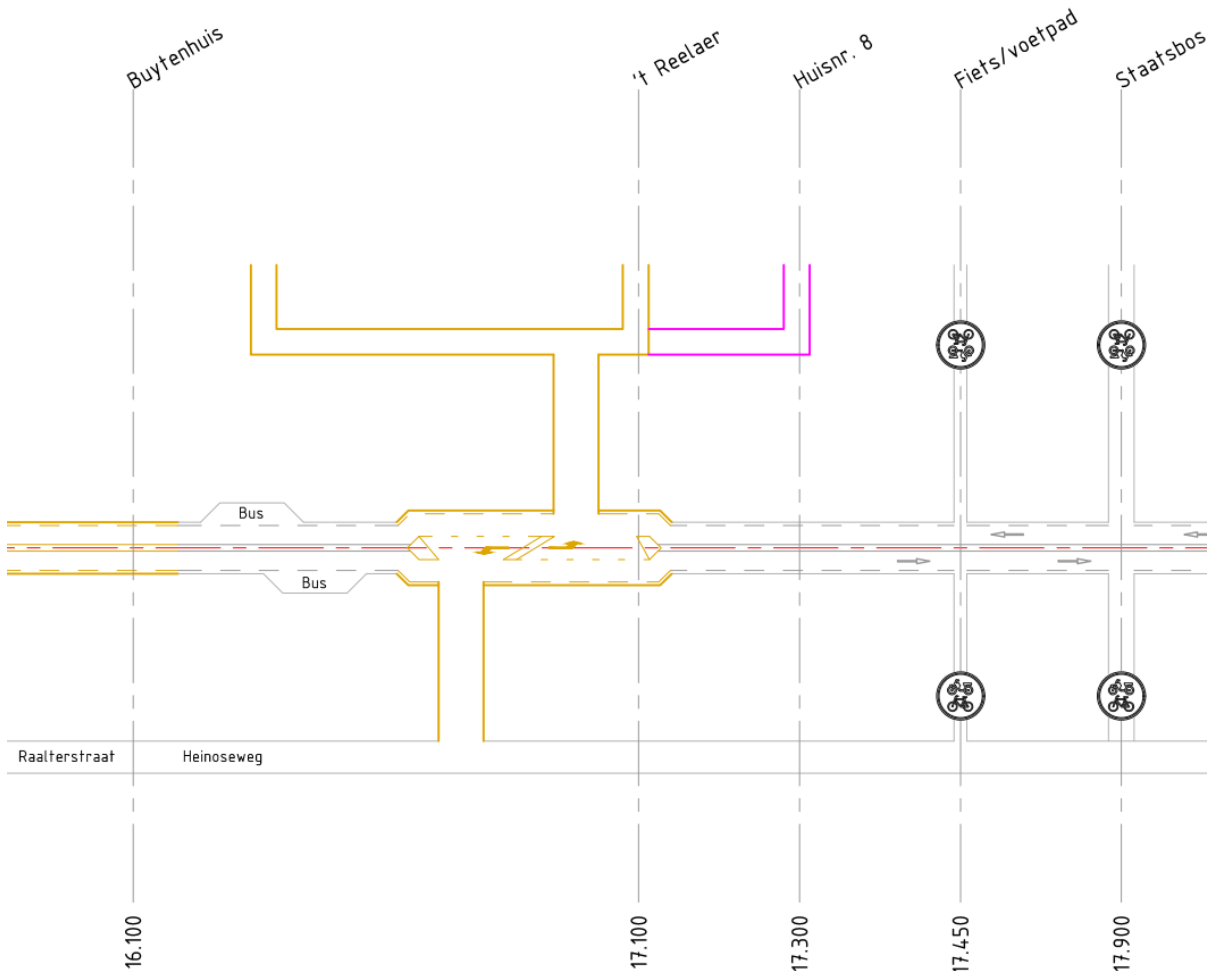 Buytenhuis
't Reelaer
Huisnr. 8
Fiets/voetpad
Staatsbos
Bus
Bus
Raalterstraat
Heinoseweg
16.100
17.100
17.300
17.450
17.900